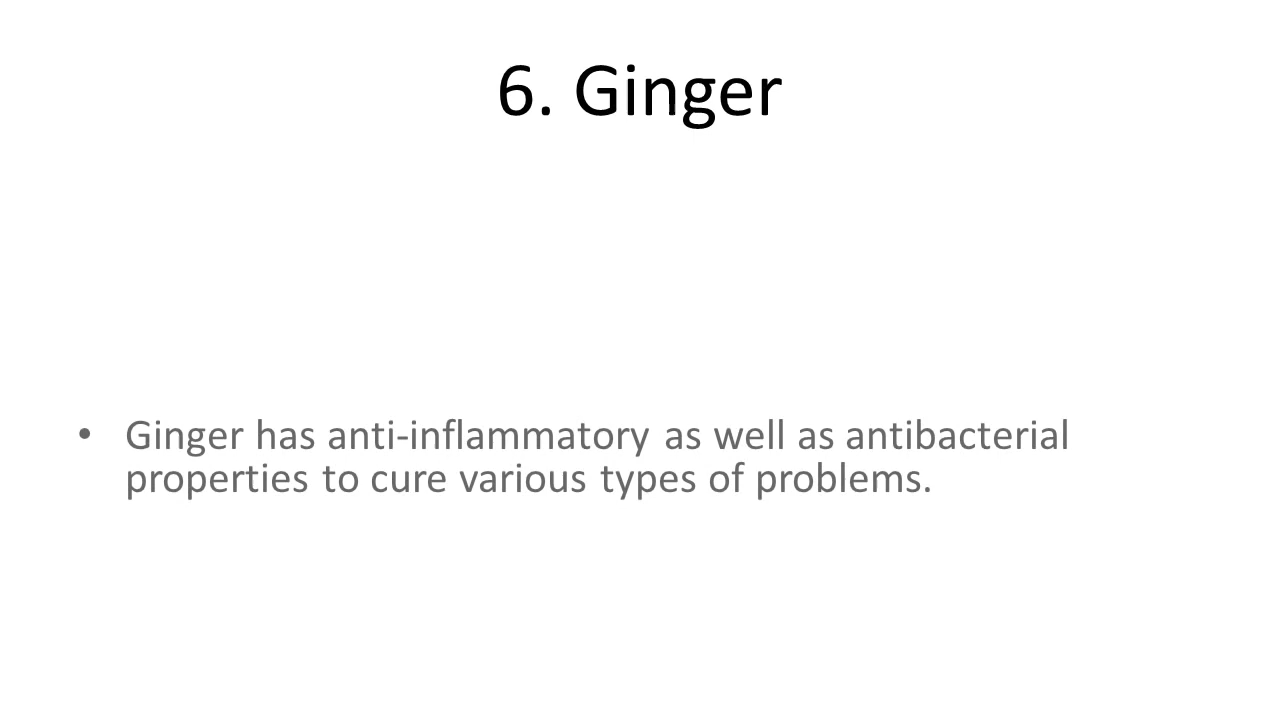 6. Ginger
• Ginger has anti-inflammatory as well as antibacterial
properties to cure various types of problems.